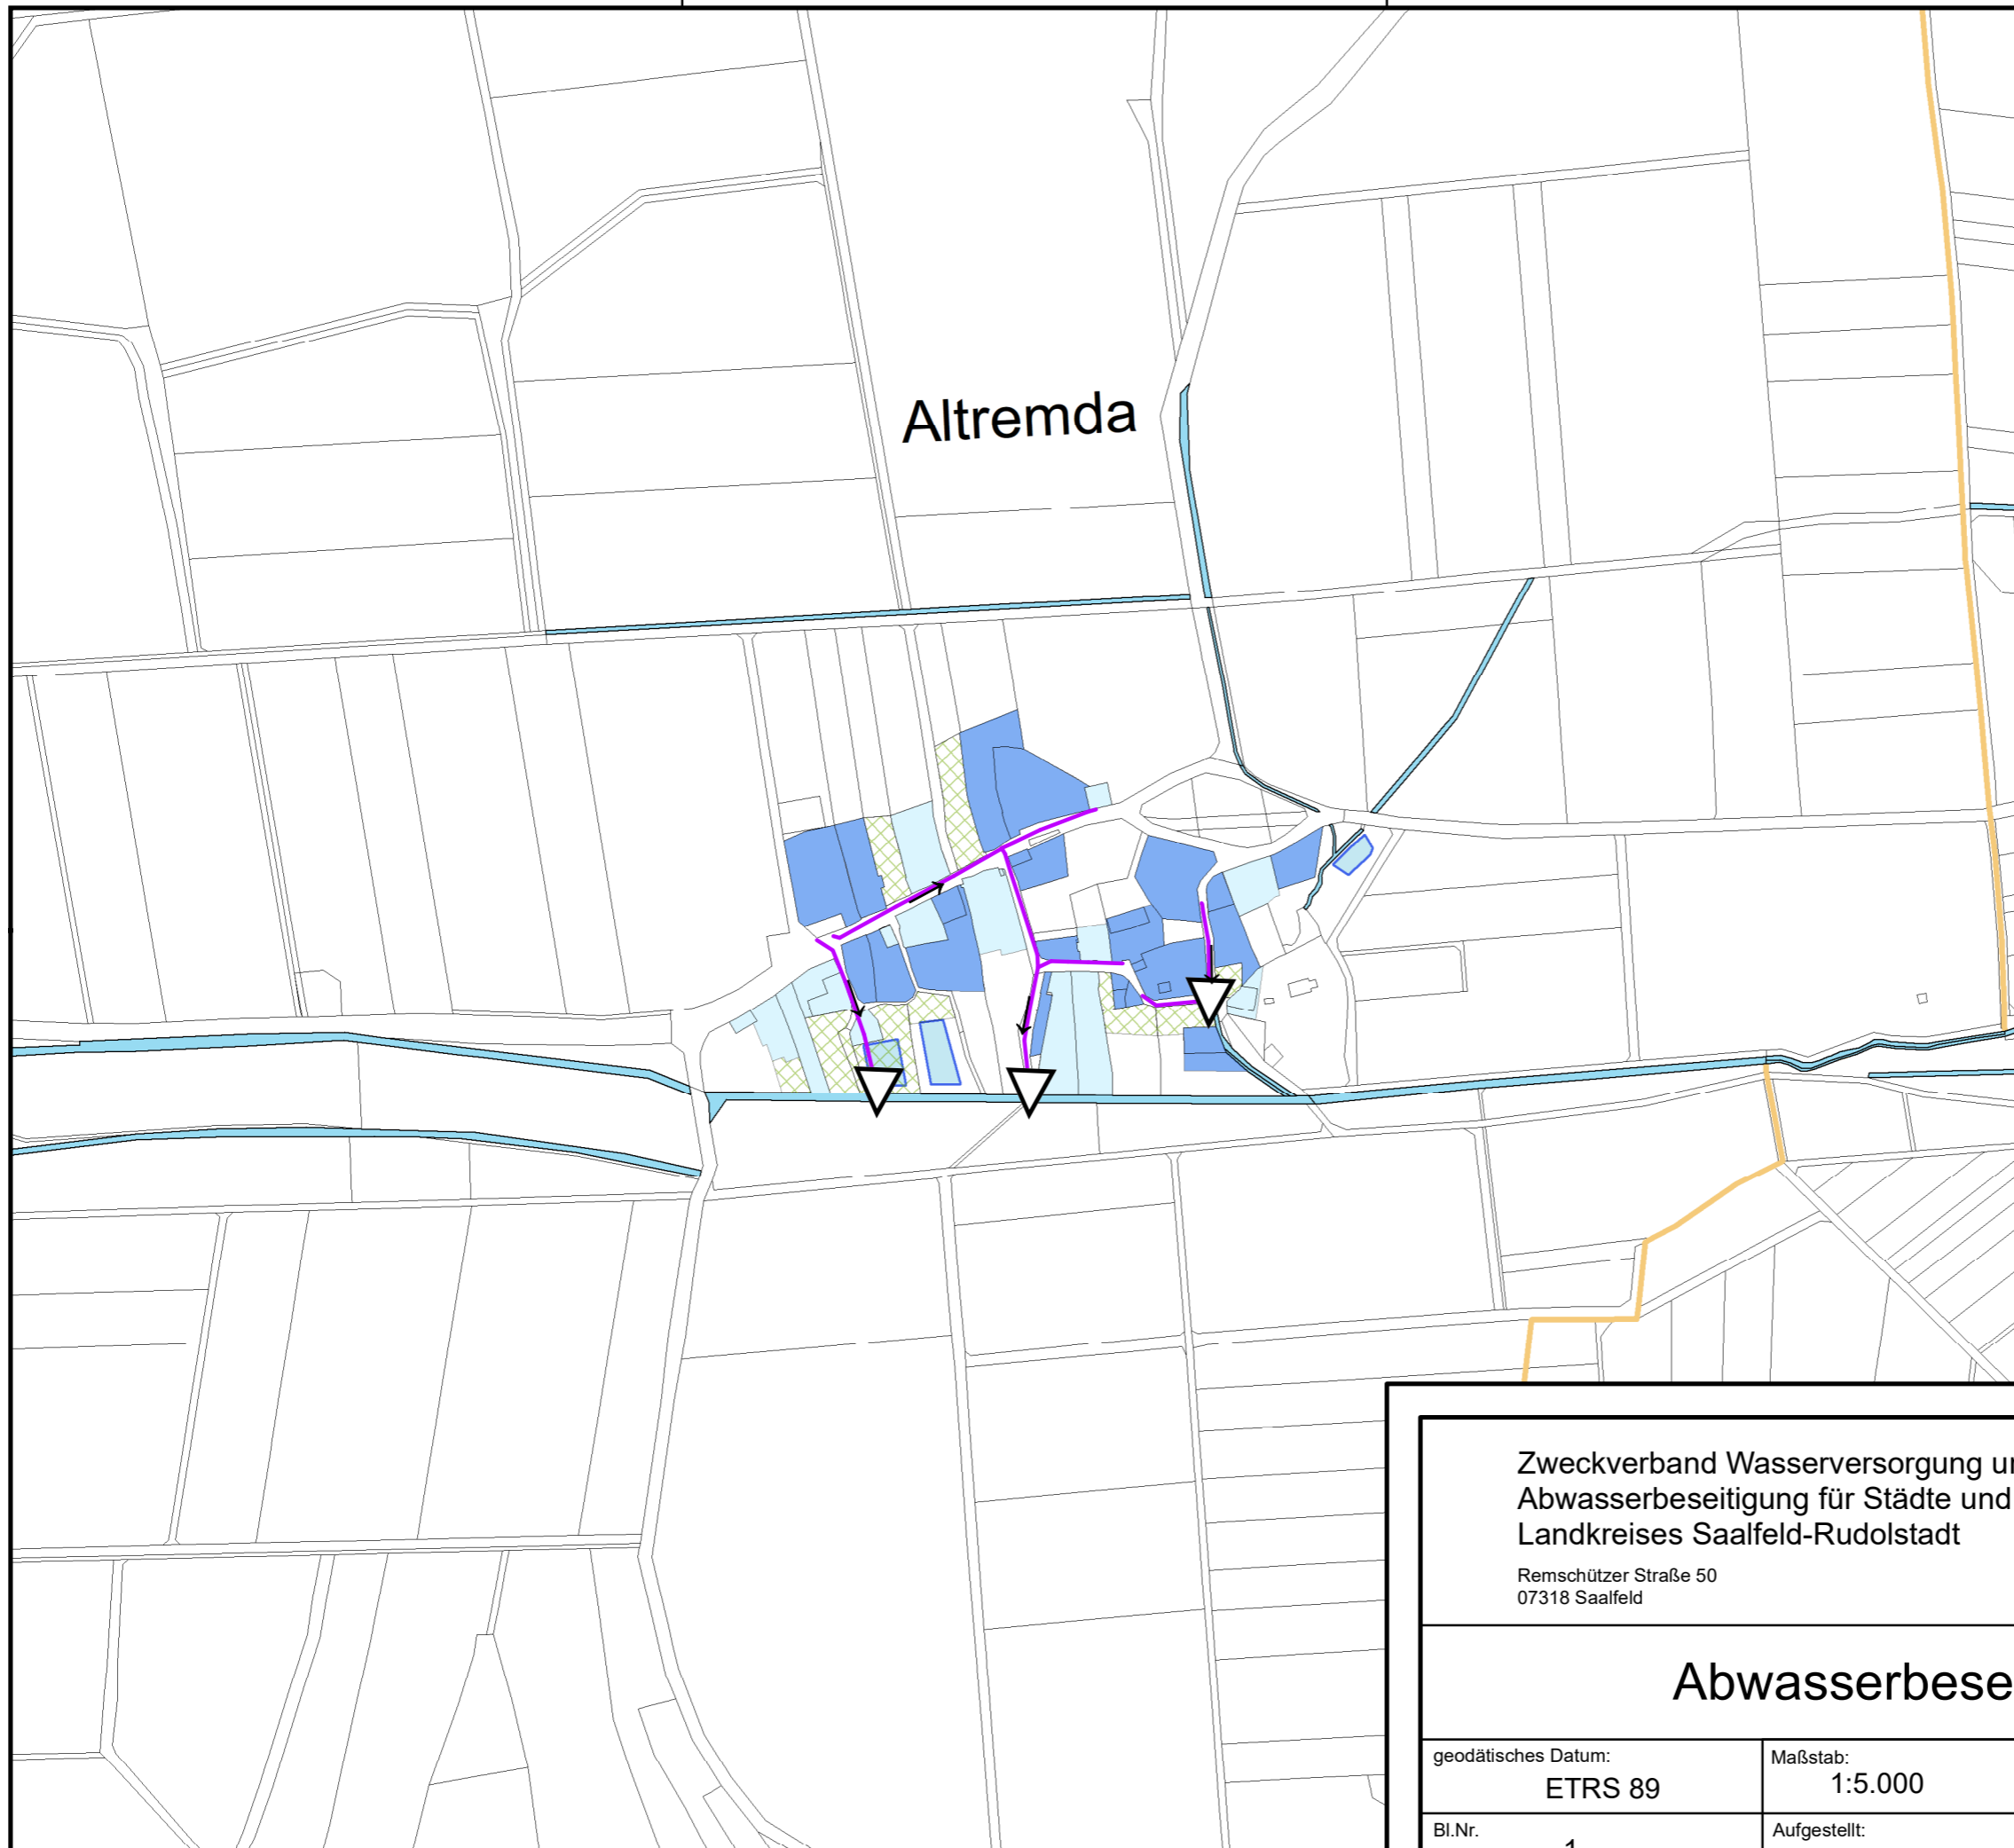 Altremda
Zweckverband Wasserversorgung
Abwasserbeseitigung für Städte und
Landkreises Saalfeld-Rudolstadt
Remschützer Straße 50
07318 Saalfeld
Abwasserbese
geodätisches Datum:
ETRS 89
Maßstab:
1:5.000
Bl.Nr.
1
Aufgestellt: